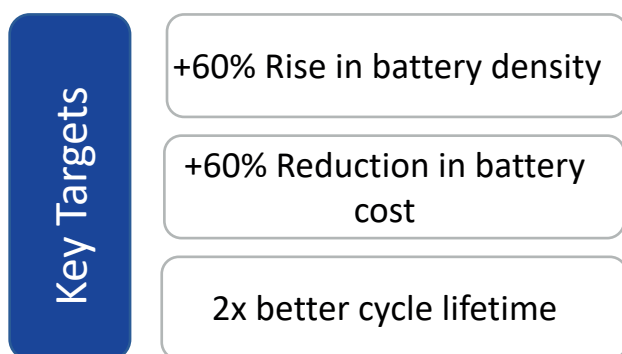 Key Targets
+60% Rise in battery density
+60% Reduction in battery
cost
2x better cycle lifetime